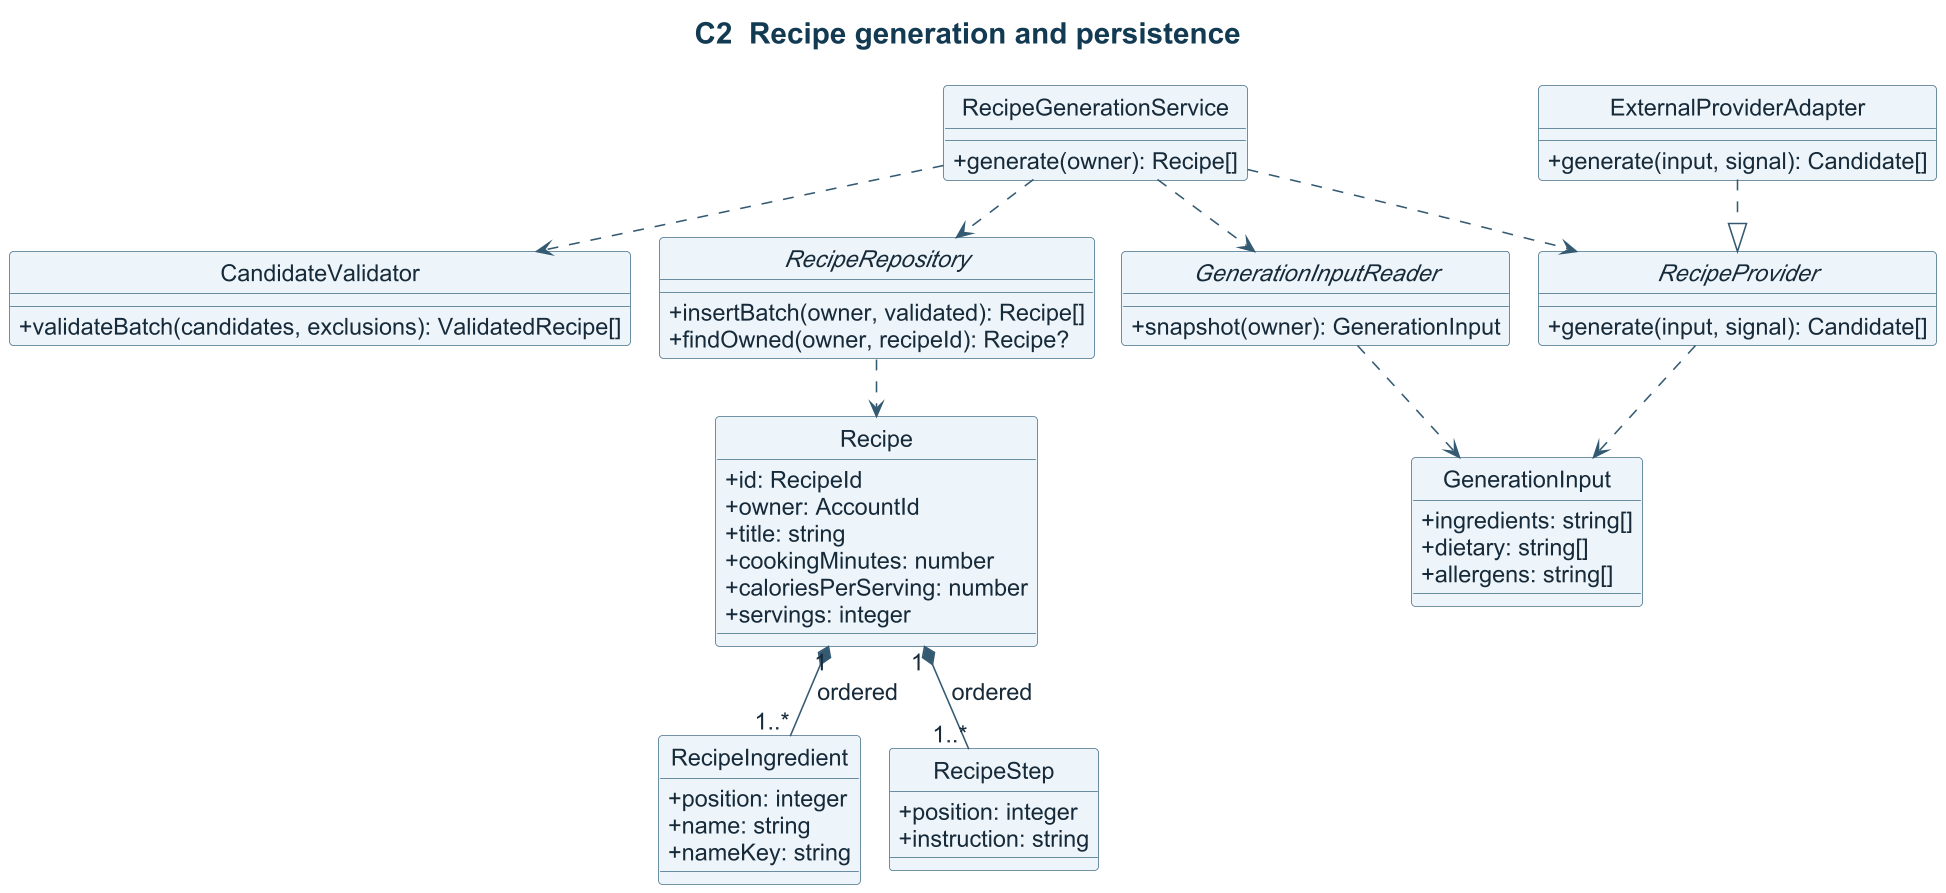 C2  Recipe generation and persistence
RecipeGenerationService
+generate(owner): Recipe[]
ExternalProviderAdapter
+generate(input, signal): Candidate[]
CandidateValidator
+validateBatch(candidates, exclusions): ValidatedRecipe[]
RecipeRepository
+insertBatch(owner, validated): Recipe[]
+findOwned(owner, recipeId): Recipe?
GenerationInputReader
+snapshot(owner): GenerationInput
RecipeProvider
+generate(input, signal): Candidate[]
Recipe
+id: RecipeId
+owner: AccountId
+title: string
+cookingMinutes: number
+caloriesPerServing: number
+servings: integer
GenerationInput
+ingredients: string[]
+dietary: string[]
+allergens: string[]
1
1
ordered
ordered
1..*
1..*
RecipeIngredient
+position: integer
+name: string
+nameKey: string
RecipeStep
+position: integer
+instruction: string